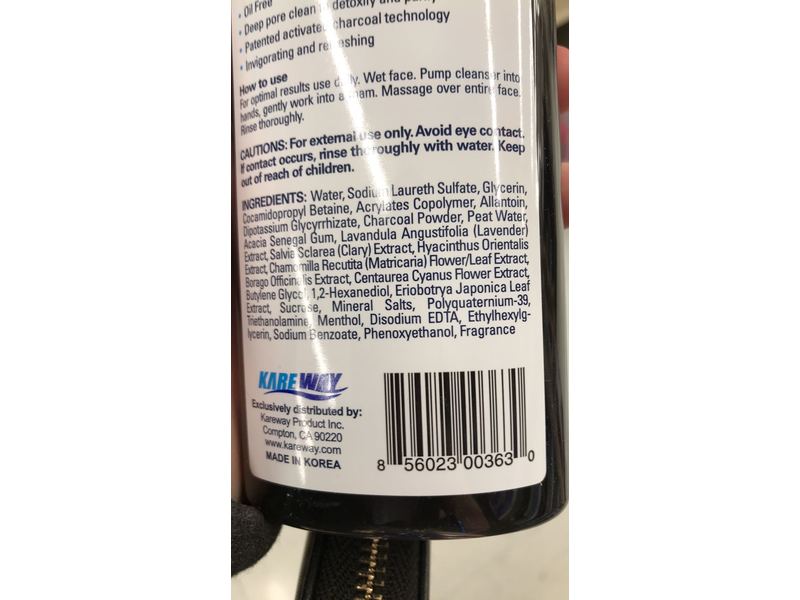 • Oil Free
• Deep pore clean to detoxify and purify
• Patented activated charcoal technology
• Invigorating and refreshing
How to use
For optimal results use daily. Wet face. Pump cleanser into
hands, gently work into a foam. Massage over entire face.
Rinse thoroughly.
CAUTIONS: For external use only. Avoid eye contact.
If contact occurs, rinse thoroughly with water. Keep
out of reach of children.
INGREDIENTS: Water, Sodium Laureth Sulfate, Glycerin,
Cocamidopropyl Betaine, Acrylates Copolymer, Allantoin,
Dipotassium Glycyrrhizate, Charcoal Powder, Peat Water,
Acacia Senegal Gum, Lavandula Angustifolia (Lavender)
Extract, Salvia Sclarea (Clary) Extract, Hyacinthus Orientalis
Extract, Chamomilla Recutita (Matricaria) Flower/Leaf Extract,
Borago Officinalis Extract, Centaurea Cyanus Flower Extract,
Butylene Glycol, 1,2-Hexanediol, Eriobotrya Japonica Leaf
Extract, Sucrose, Mineral Salts, Polyquaternium-39,
Triethanolamine, Menthol, Disodium EDTA, Ethylhexylg-
lycerin, Sodium Benzoate, Phenoxyethanol, Fragrance
KAREWAY
Exclusively distributed by:
Kareway Product Inc.
Compton, CA 90220
www.kareway.com
MADE IN KOREA
8 56023 00363 0